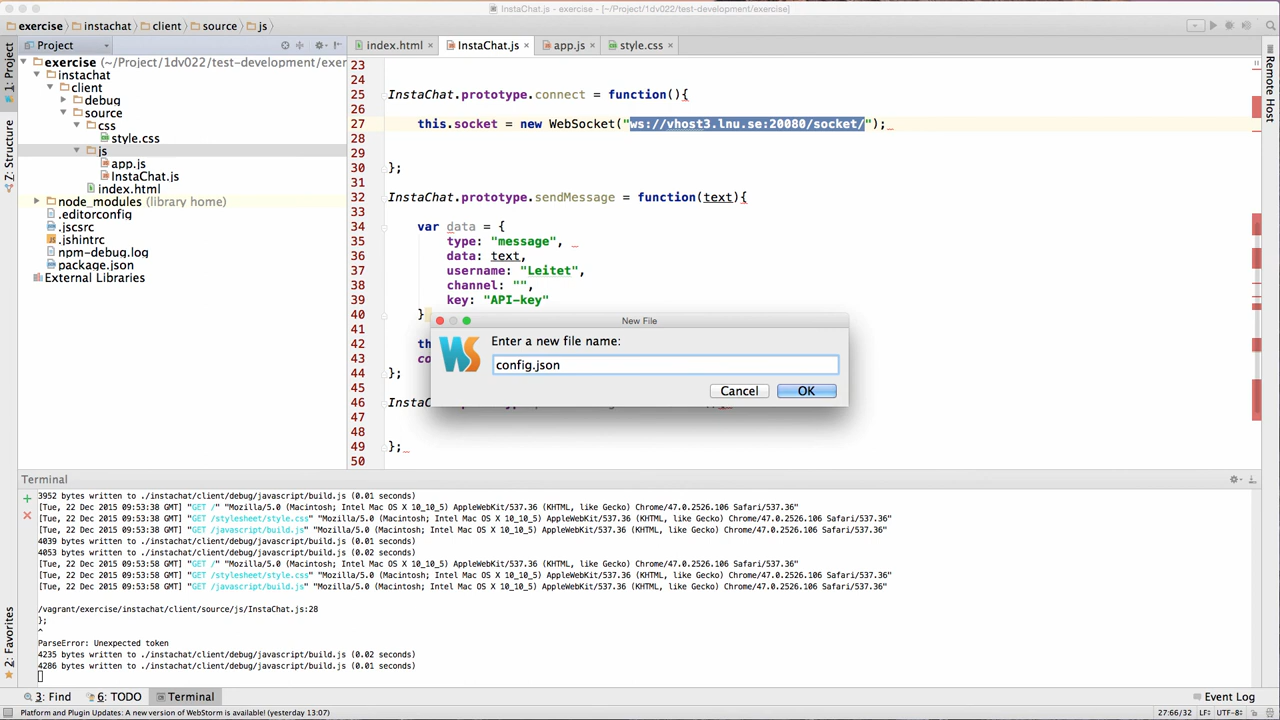 InstaChat.js - exercise - [~/Project/1dv022/test-development/exercise]
exercise instachat client source js
1: Project
Z: Structure
2: Favorites
Project
exercise (~/Project/1dv022/test-development/exer
instachat
client
debug
source
css
style.css
js
app.js
InstaChat.js
index.html
node_modules (library home)
.editorconfig
.jscsrc
.jshintrc
npm-debug.log
package.json
External Libraries
index.html × InstaChat.js × app.js × style.css ×
23
24
25 InstaChat.prototype.connect = function(){
26
27 this.socket = new WebSocket("ws://vhost3.lnu.se:20080/socket/");
28
29
30 };
31
32 InstaChat.prototype.sendMessage = function(text){
33
34 var data = {
35 type: "message",
36 data: text,
37 username: "Leitet",
38 channel: "",
39 key: "API-key"
40 }
41
42 th
43 co
44 };
45
46 InstaC
47
48
49 };
50
New File
WS
Enter a new file name:
config.json
Cancel OK
Remote Host
Terminal
3952 bytes written to ./instachat/client/debug/javascript/build.js (0.01 seconds)
[Tue, 22 Dec 2015 09:53:38 GMT] "GET /" "Mozilla/5.0 (Macintosh; Intel Mac OS X 10_10_5) AppleWebKit/537.36 (KHTML, like Gecko) Chrome/47.0.2526.106 Safari/537.36"
[Tue, 22 Dec 2015 09:53:38 GMT] "GET /stylesheet/style.css" "Mozilla/5.0 (Macintosh; Intel Mac OS X 10_10_5) AppleWebKit/537.36 (KHTML, like Gecko) Chrome/47.0.2526.106 Safari/537.36"
[Tue, 22 Dec 2015 09:53:38 GMT] "GET /javascript/build.js" "Mozilla/5.0 (Macintosh; Intel Mac OS X 10_10_5) AppleWebKit/537.36 (KHTML, like Gecko) Chrome/47.0.2526.106 Safari/537.36"
4039 bytes written to ./instachat/client/debug/javascript/build.js (0.01 seconds)
4053 bytes written to ./instachat/client/debug/javascript/build.js (0.02 seconds)
[Tue, 22 Dec 2015 09:53:58 GMT] "GET /" "Mozilla/5.0 (Macintosh; Intel Mac OS X 10_10_5) AppleWebKit/537.36 (KHTML, like Gecko) Chrome/47.0.2526.106 Safari/537.36"
[Tue, 22 Dec 2015 09:53:58 GMT] "GET /stylesheet/style.css" "Mozilla/5.0 (Macintosh; Intel Mac OS X 10_10_5) AppleWebKit/537.36 (KHTML, like Gecko) Chrome/47.0.2526.106 Safari/537.36"
[Tue, 22 Dec 2015 09:53:58 GMT] "GET /javascript/build.js" "Mozilla/5.0 (Macintosh; Intel Mac OS X 10_10_5) AppleWebKit/537.36 (KHTML, like Gecko) Chrome/47.0.2526.106 Safari/537.36"
/vagrant/exercise/instachat/client/source/js/InstaChat.js:28
};
^
ParseError: Unexpected token
4235 bytes written to ./instachat/client/debug/javascript/build.js (0.02 seconds)
4286 bytes written to ./instachat/client/debug/javascript/build.js (0.01 seconds)
3: Find 6: TODO Terminal Event Log
Platform and Plugin Updates: A new version of WebStorm is available! (yesterday 13:07) 27:66/32 LF÷ UTF-8÷